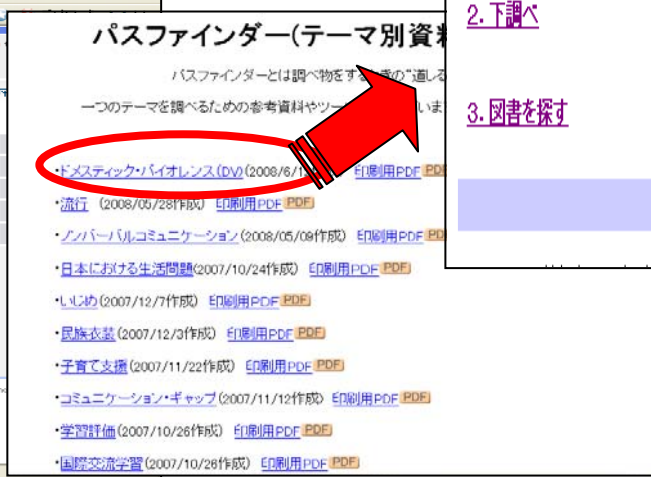 パスファインダー(テーマ別資
パスファインダーとは調べ物をする の"道しる
一つのテーマを調べるための参考資料やツー いま
・ドメスティック・バイオレンス(DV)(2008/6/1 印刷用PDF PDF
・流行 (2008/05/28作成) 印刷用PDF PDF
・ノンバーバルコミュニケーション(2008/05/09作成) 印刷用PDF PD
・日本における生活問題(2007/10/24作成) 印刷用PDF PDF
・いじめ(2007/12/7作成) 印刷用PDF PDF
・民族衣装(2007/12/3作成) 印刷用PDF PDF
・子育て支援(2007/11/22作成) 印刷用PDF PDF
・コミュニケーション・ギャップ(2007/11/12作成) 印刷用PDF PDF
・学習評価(2007/10/26作成) 印刷用PDF PDF
・国際交流学習(2007/10/26作成) 印刷用PDF PDF
2. 下調べ
3. 図書を探す